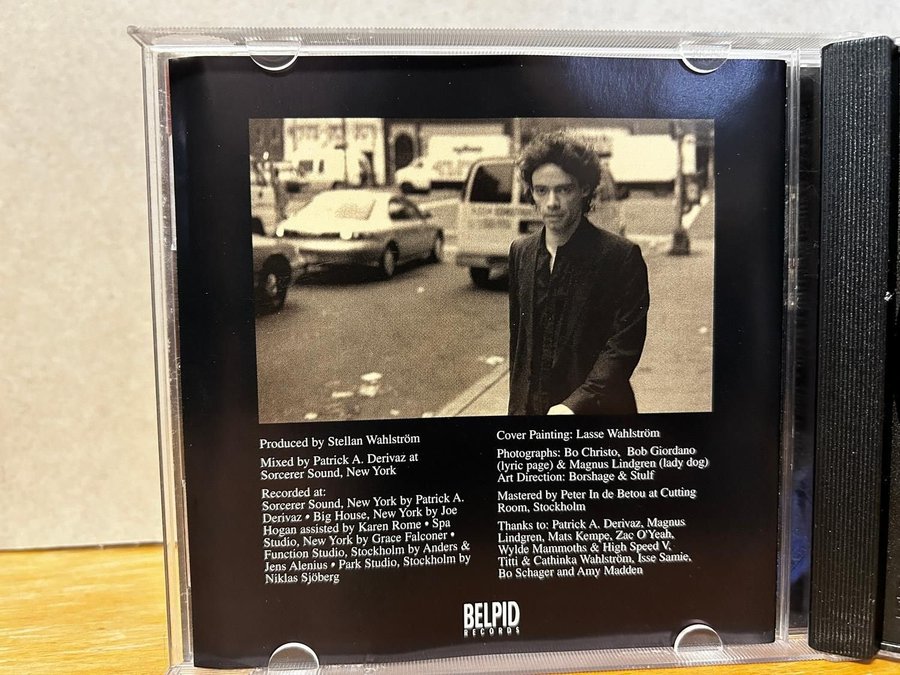 Produced by Stellan Wahlström
Mixed by Patrick A. Derivaz at
Sorcerer Sound, New York
Recorded at:
Sorcerer Sound, New York by Patrick A.
Derivaz • Big House, New York by Joe
Hogan assisted by Karen Rome • Spa
Studio, New York by Grace Falconer •
Function Studio, Stockholm by Anders &
Jens Alenius • Park Studio, Stockholm by
Niklas Sjöberg
Cover Painting: Lasse Wahlström
Photographs: Bo Christo, Bob Giordano
(lyric page) & Magnus Lindgren (lady dog)
Art Direction: Borshage & Stulf
Mastered by Peter In de Betou at Cutting
Room, Stockholm
Thanks to: Patrick A. Derivaz, Magnus
Lindgren, Mats Kempe, Zac O'Yeah,
Wylde Mammoths & High Speed V,
Titti & Cathinka Wahlström, Isse Samie,
Bo Schager and Amy Madden
BELPID
RECORDS